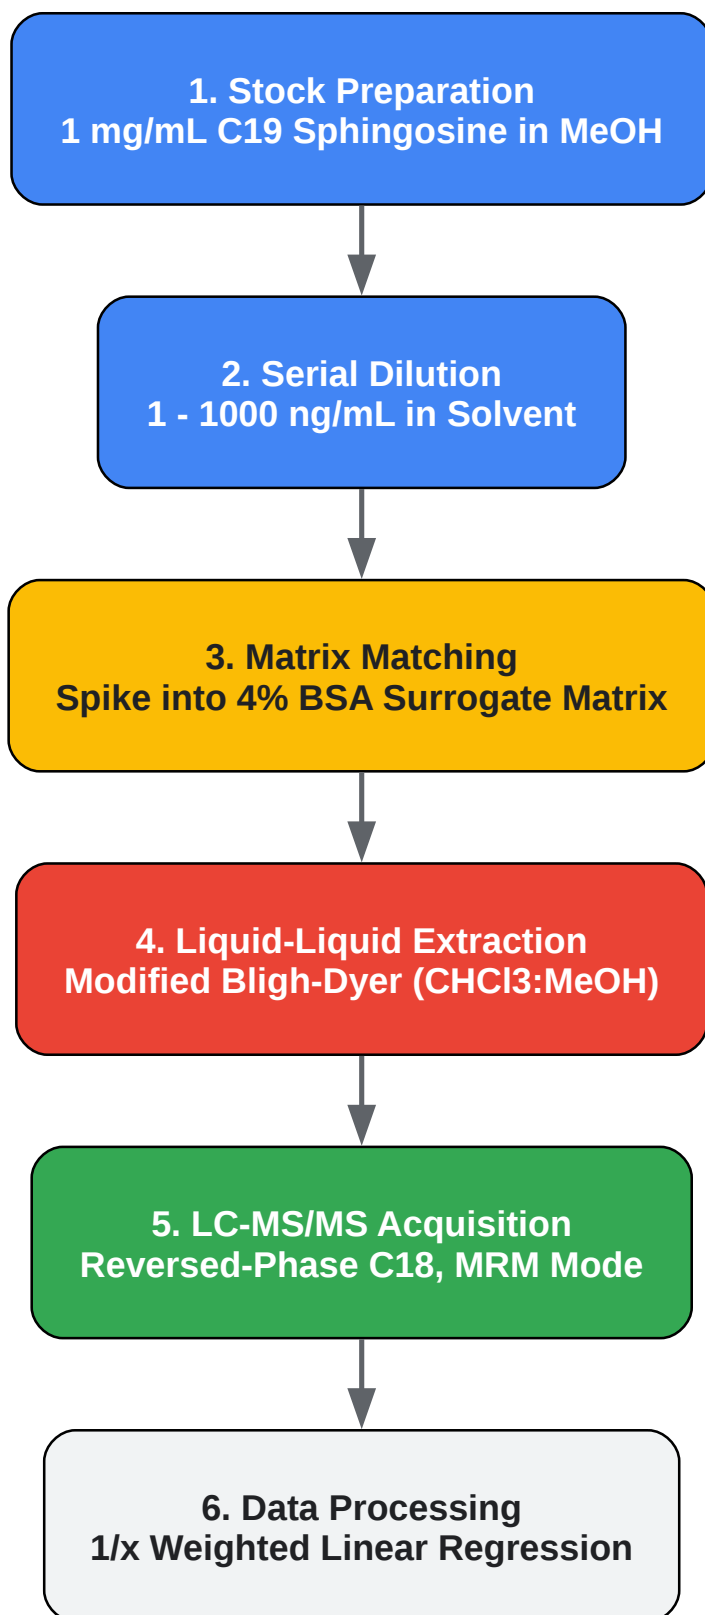 1. Stock Preparation
1 mg/mL C19 Sphingosine in MeOH
2. Serial Dilution
1 - 1000 ng/mL in Solvent
3. Matrix Matching
Spike into 4% BSA Surrogate Matrix
4. Liquid-Liquid Extraction
Modified Bligh-Dyer (CHCl3:MeOH)
5. LC-MS/MS Acquisition
Reversed-Phase C18, MRM Mode
6. Data Processing
1/x Weighted Linear Regression